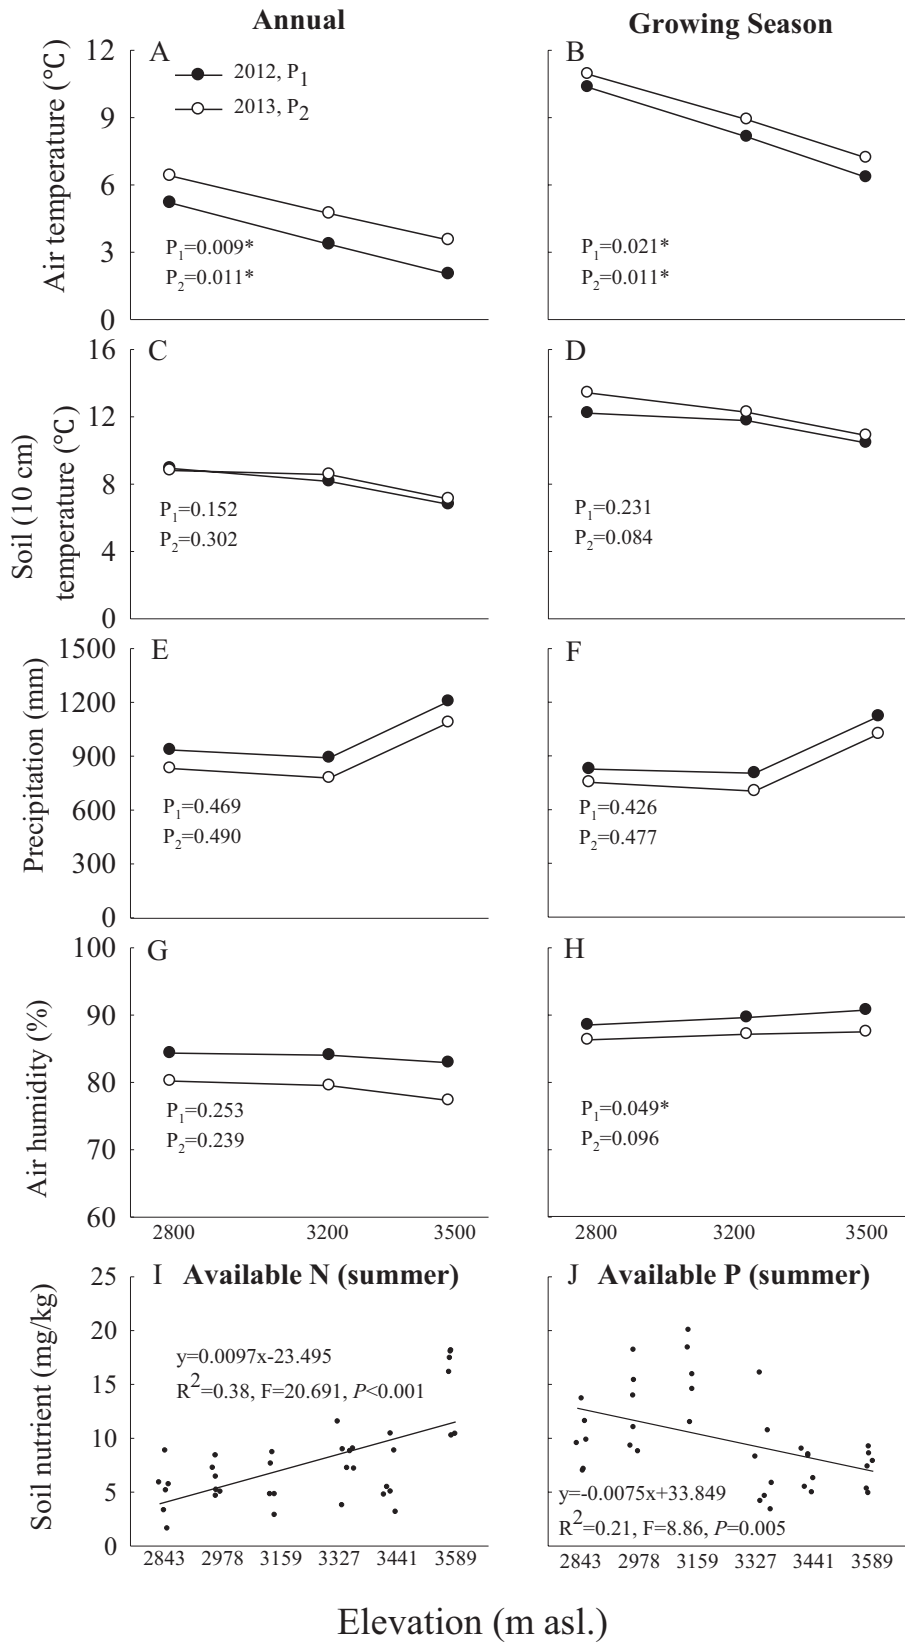 Annual
Growing Season
A
2012, P1
2013, P2
12
9
6
3
0
Air temperature (°C)
P1=0.009*
P2=0.011*
B
P1=0.021*
P2=0.011*
C
16
12
8
4
0
Soil (10 cm)
temperature (°C)
P1=0.152
P2=0.302
D
P1=0.231
P2=0.084
E
1500
1200
900
600
300
0
Precipitation (mm)
P1=0.469
P2=0.490
F
P1=0.426
P2=0.477
G
100
90
80
70
60
Air humidity (%)
P1=0.253
P2=0.239
2800 3200 3500
H
P1=0.049*
P2=0.096
2800 3200 3500
I Available N (summer)
25
20
15
10
5
0
Soil nutrient (mg/kg)
y=0.0097x-23.495
R2=0.38, F=20.691, P<0.001
2843 2978 3159 3327 3441 3589
J Available P (summer)
y=-0.0075x+33.849
R2=0.21, F=8.86, P=0.005
2843 2978 3159 3327 3441 3589
Elevation (m asl.)